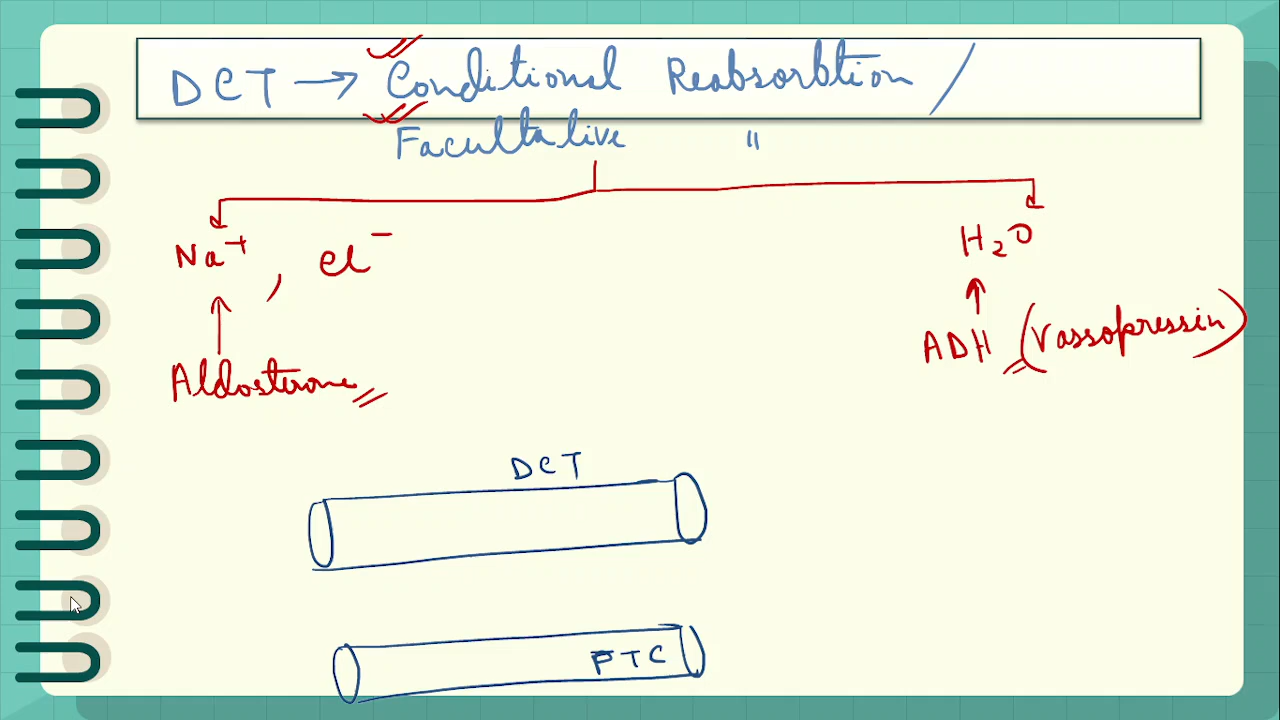 DCT → Conditional Reabsorbtion /
Facultative "
Na⁺, Cl⁻
H₂O
Aldosterone
ADH (Vassopressin)
DCT
PTC